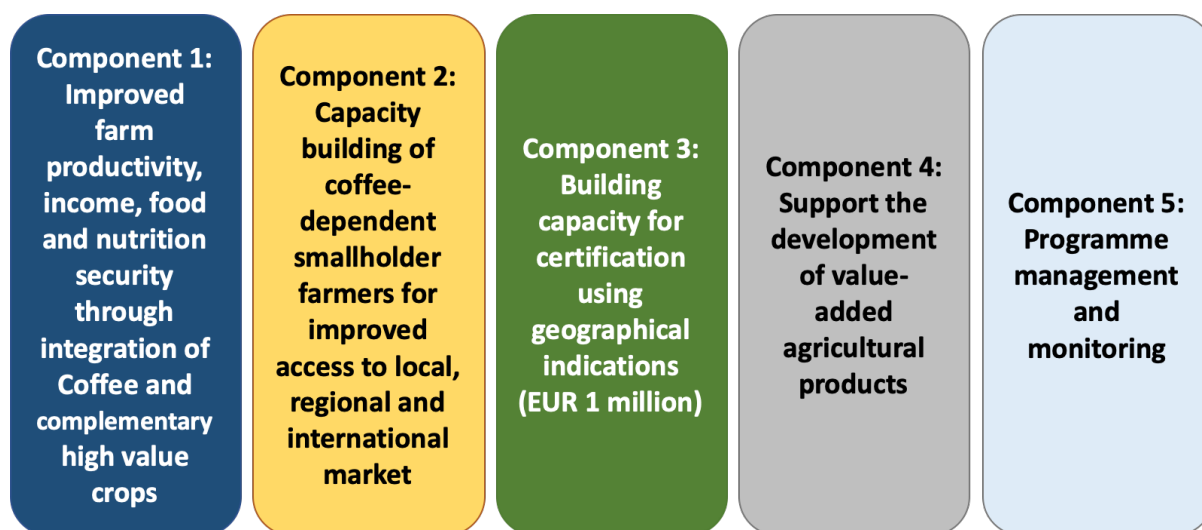 Component 1:
Improved
farm
productivity,
income, food
and nutrition
security
through
integration of
Coffee and
complementary
high value
crops
Component 2:
Capacity
building of
coffee-
dependent
smallholder
farmers for
improved
access to local,
regional and
international
market
Component 3:
Building
capacity for
certification
using
geographical
indications
(EUR 1 million)
Component 4:
Support the
development
of value-
added
agricultural
products
Component 5:
Programme
management
and
monitoring